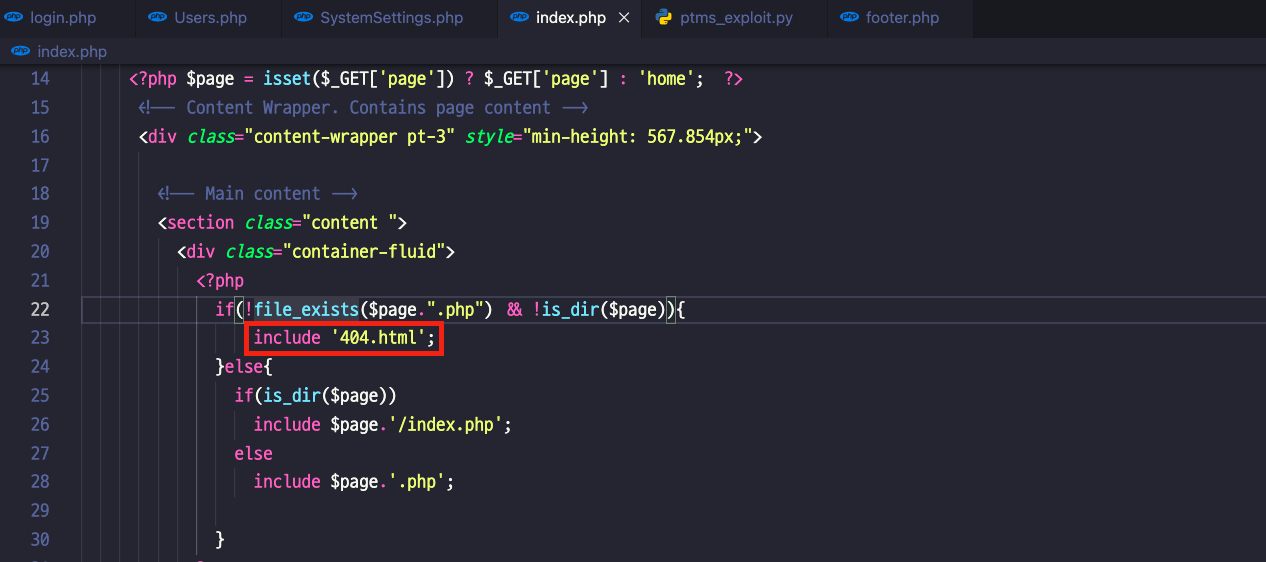 login.php Users.php SystemSettings.php index.php ptms_exploit.py footer.php
index.php
14 <?php $page = isset($_GET['page']) ? $_GET['page'] : 'home';  ?>
15 <!-- Content Wrapper. Contains page content -->
16 <div class="content-wrapper pt-3" style="min-height: 567.854px;">
17
18 <!-- Main content -->
19 <section class="content ">
20 <div class="container-fluid">
21 <?php
22 if(!file_exists($page.".php") && !is_dir($page)){
23 include '404.html';
24 }else{
25 if(is_dir($page))
26 include $page.'/index.php';
27 else
28 include $page.'.php';
29
30 }